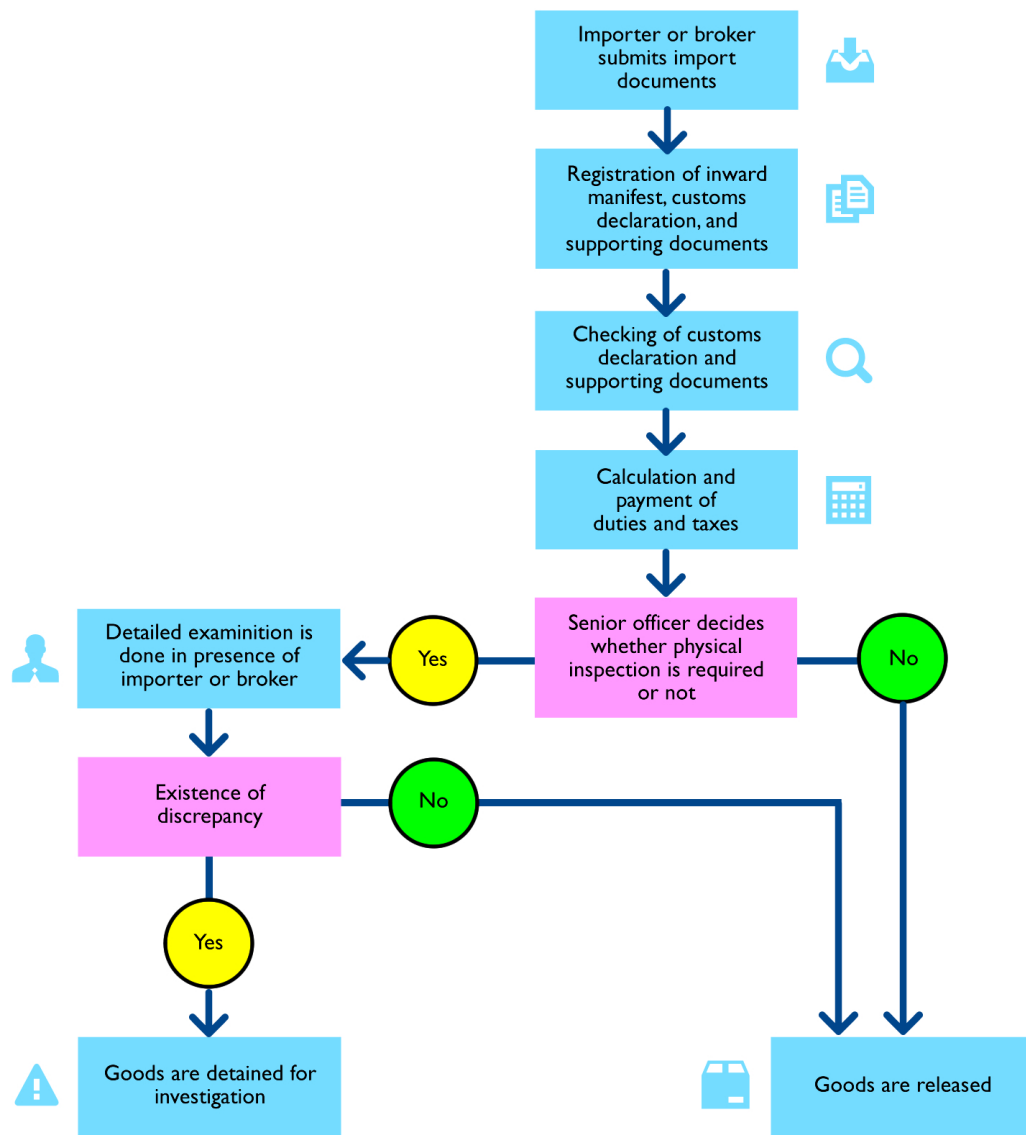 Importer or broker
submits import
documents
Registration of inward
manifest, customs
declaration, and
supporting documents
Checking of customs
declaration and
supporting documents
Calculation and
payment of
duties and taxes
Senior officer decides
whether physical
inspection is required
or not
Yes
No
Detailed examinition is
done in presence of
importer or broker
Existence of
discrepancy
No
Yes
Goods are detained for
investigation
Goods are released